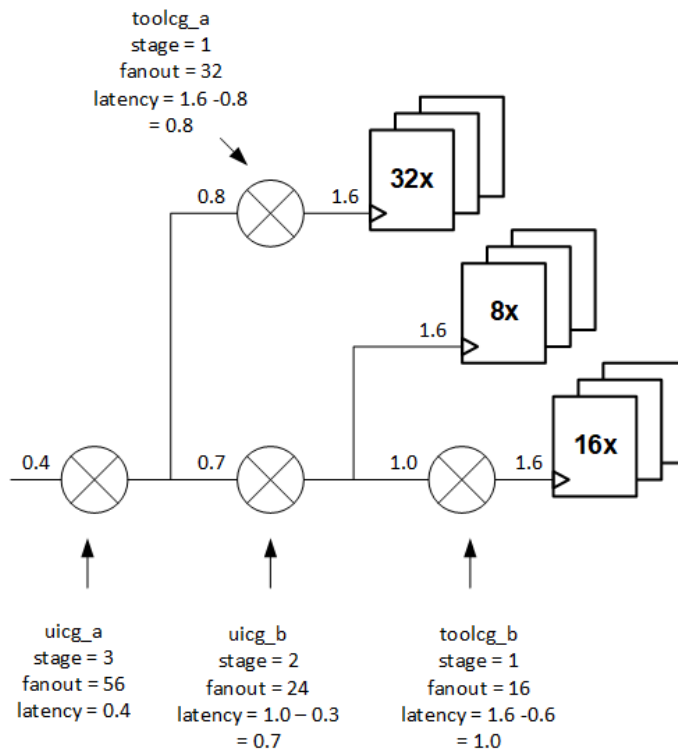 toolcg_a
stage = 1
fanout = 32
latency = 1.6 -0.8
= 0.8
0.8
1.6
32x
1.6
8x
0.4
0.7
1.0
1.6
16x
uicg_a
stage = 3
fanout = 56
latency = 0.4
uicg_b
stage = 2
fanout = 24
latency = 1.0 – 0.3
= 0.7
toolcg_b
stage = 1
fanout = 16
latency = 1.6 -0.6
= 1.0